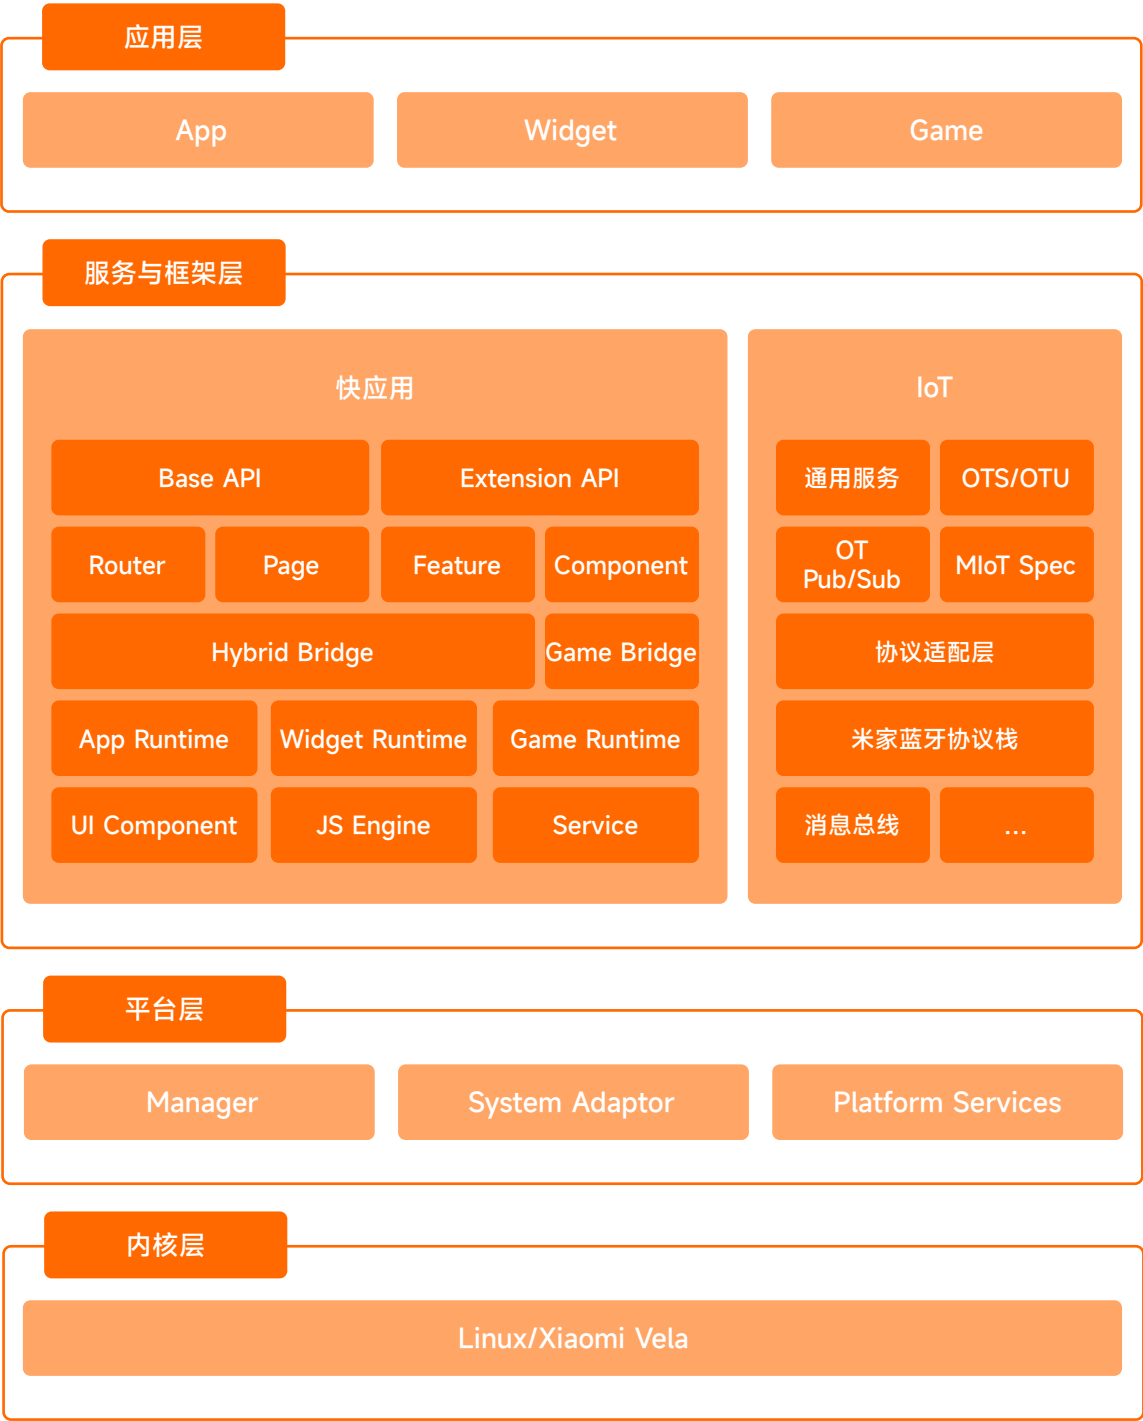 应用层
App
Widget
Game
服务与框架层
快应用
Base API
Extension API
Router
Page
Feature
Component
Hybrid Bridge
Game Bridge
App Runtime
Widget Runtime
Game Runtime
UI Component
JS Engine
Service
IoT
通用服务
OTS/OTU
OT
Pub/Sub
MIoT Spec
协议适配层
米家蓝牙协议栈
消息总线
...
平台层
Manager
System Adaptor
Platform Services
内核层
Linux/Xiaomi Vela